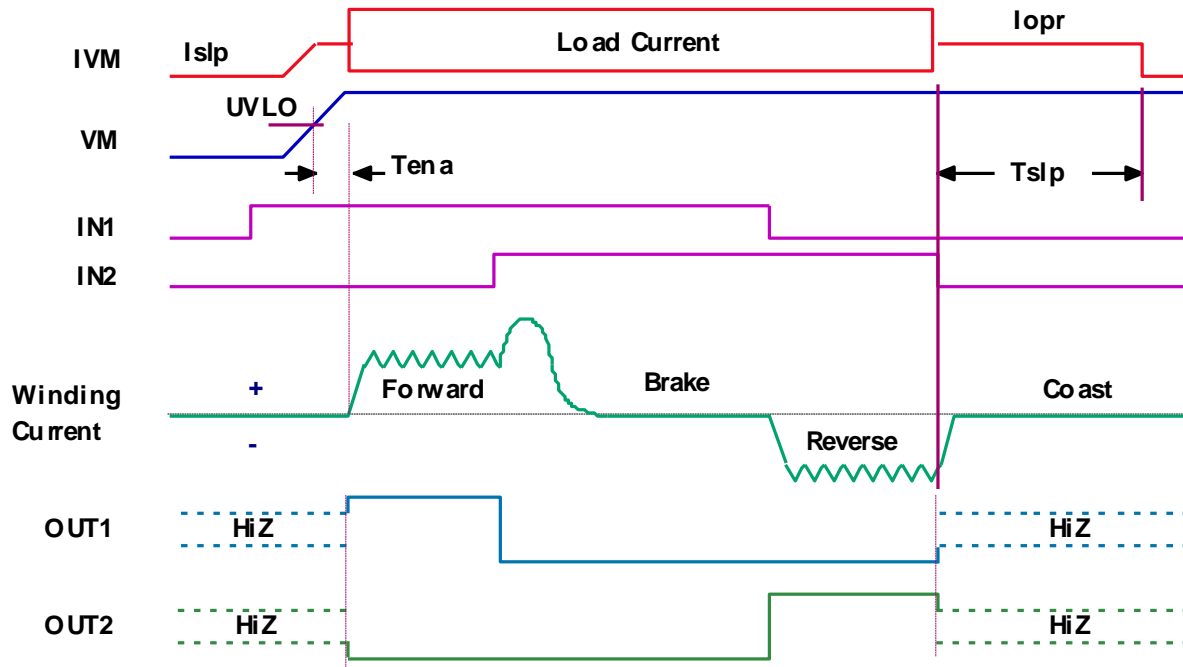 Iopr
Islp
IVM
Load Current
UVLO
VM
Tena
Tslp
IN1
IN2
+
Forward
Brake
Coast
Winding
Current
-
Reverse
OUT1
HiZ
HiZ
OUT2
HiZ
HiZ